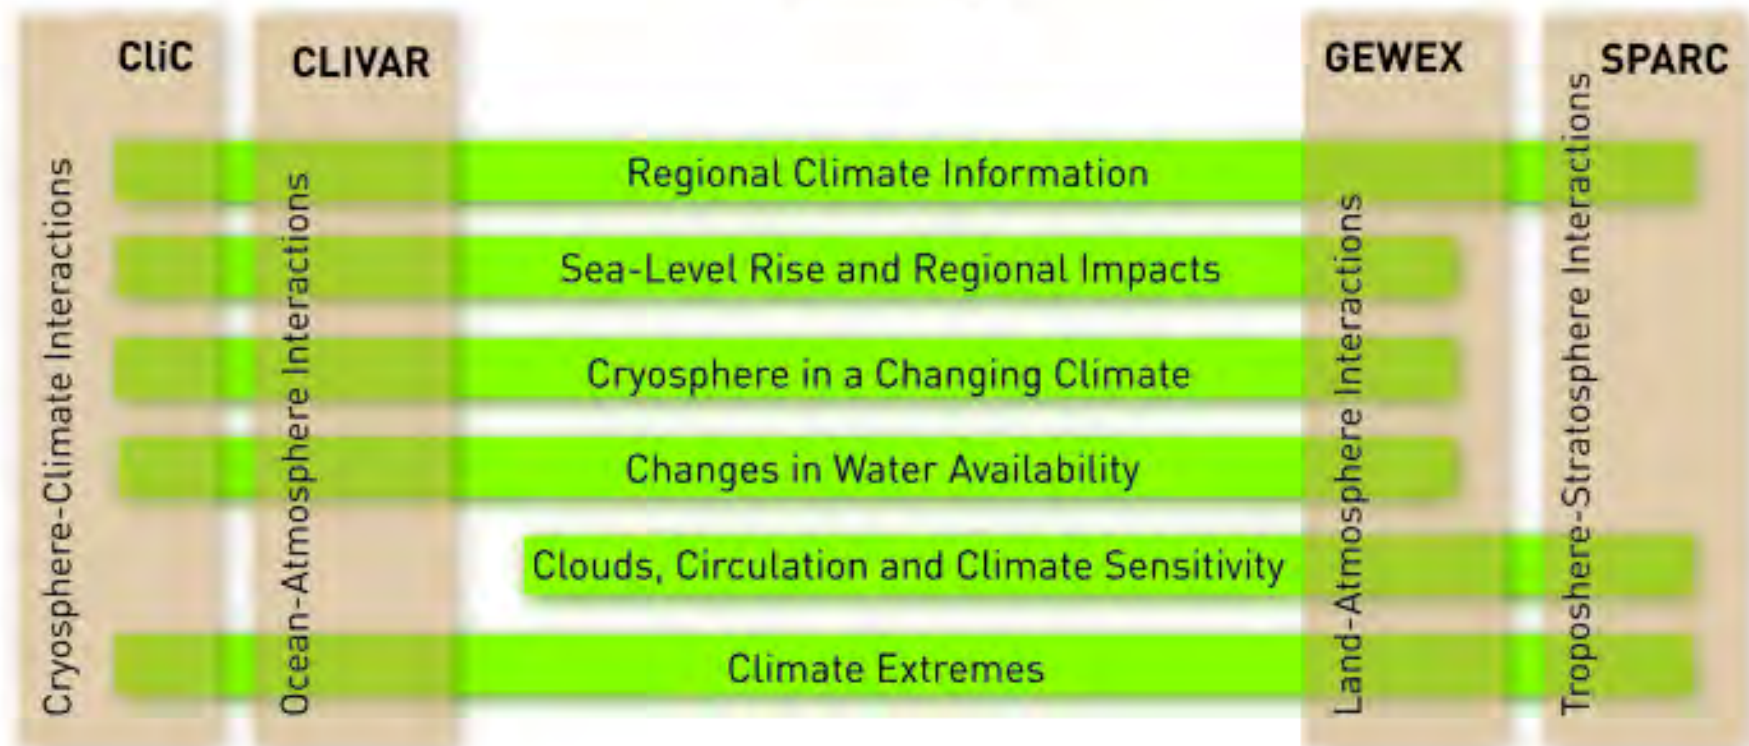 CliC
CLIVAR
GEWEX
SPARC
Cryosphere-Climate Interactions
Ocean-Atmosphere Interactions
Regional Climate Information
Sea-Level Rise and Regional Impacts
Cryosphere in a Changing Climate
Changes in Water Availability
Clouds, Circulation and Climate Sensitivity
Climate Extremes
Land-Atmosphere Interactions
Troposhere-Stratosphere Interactions